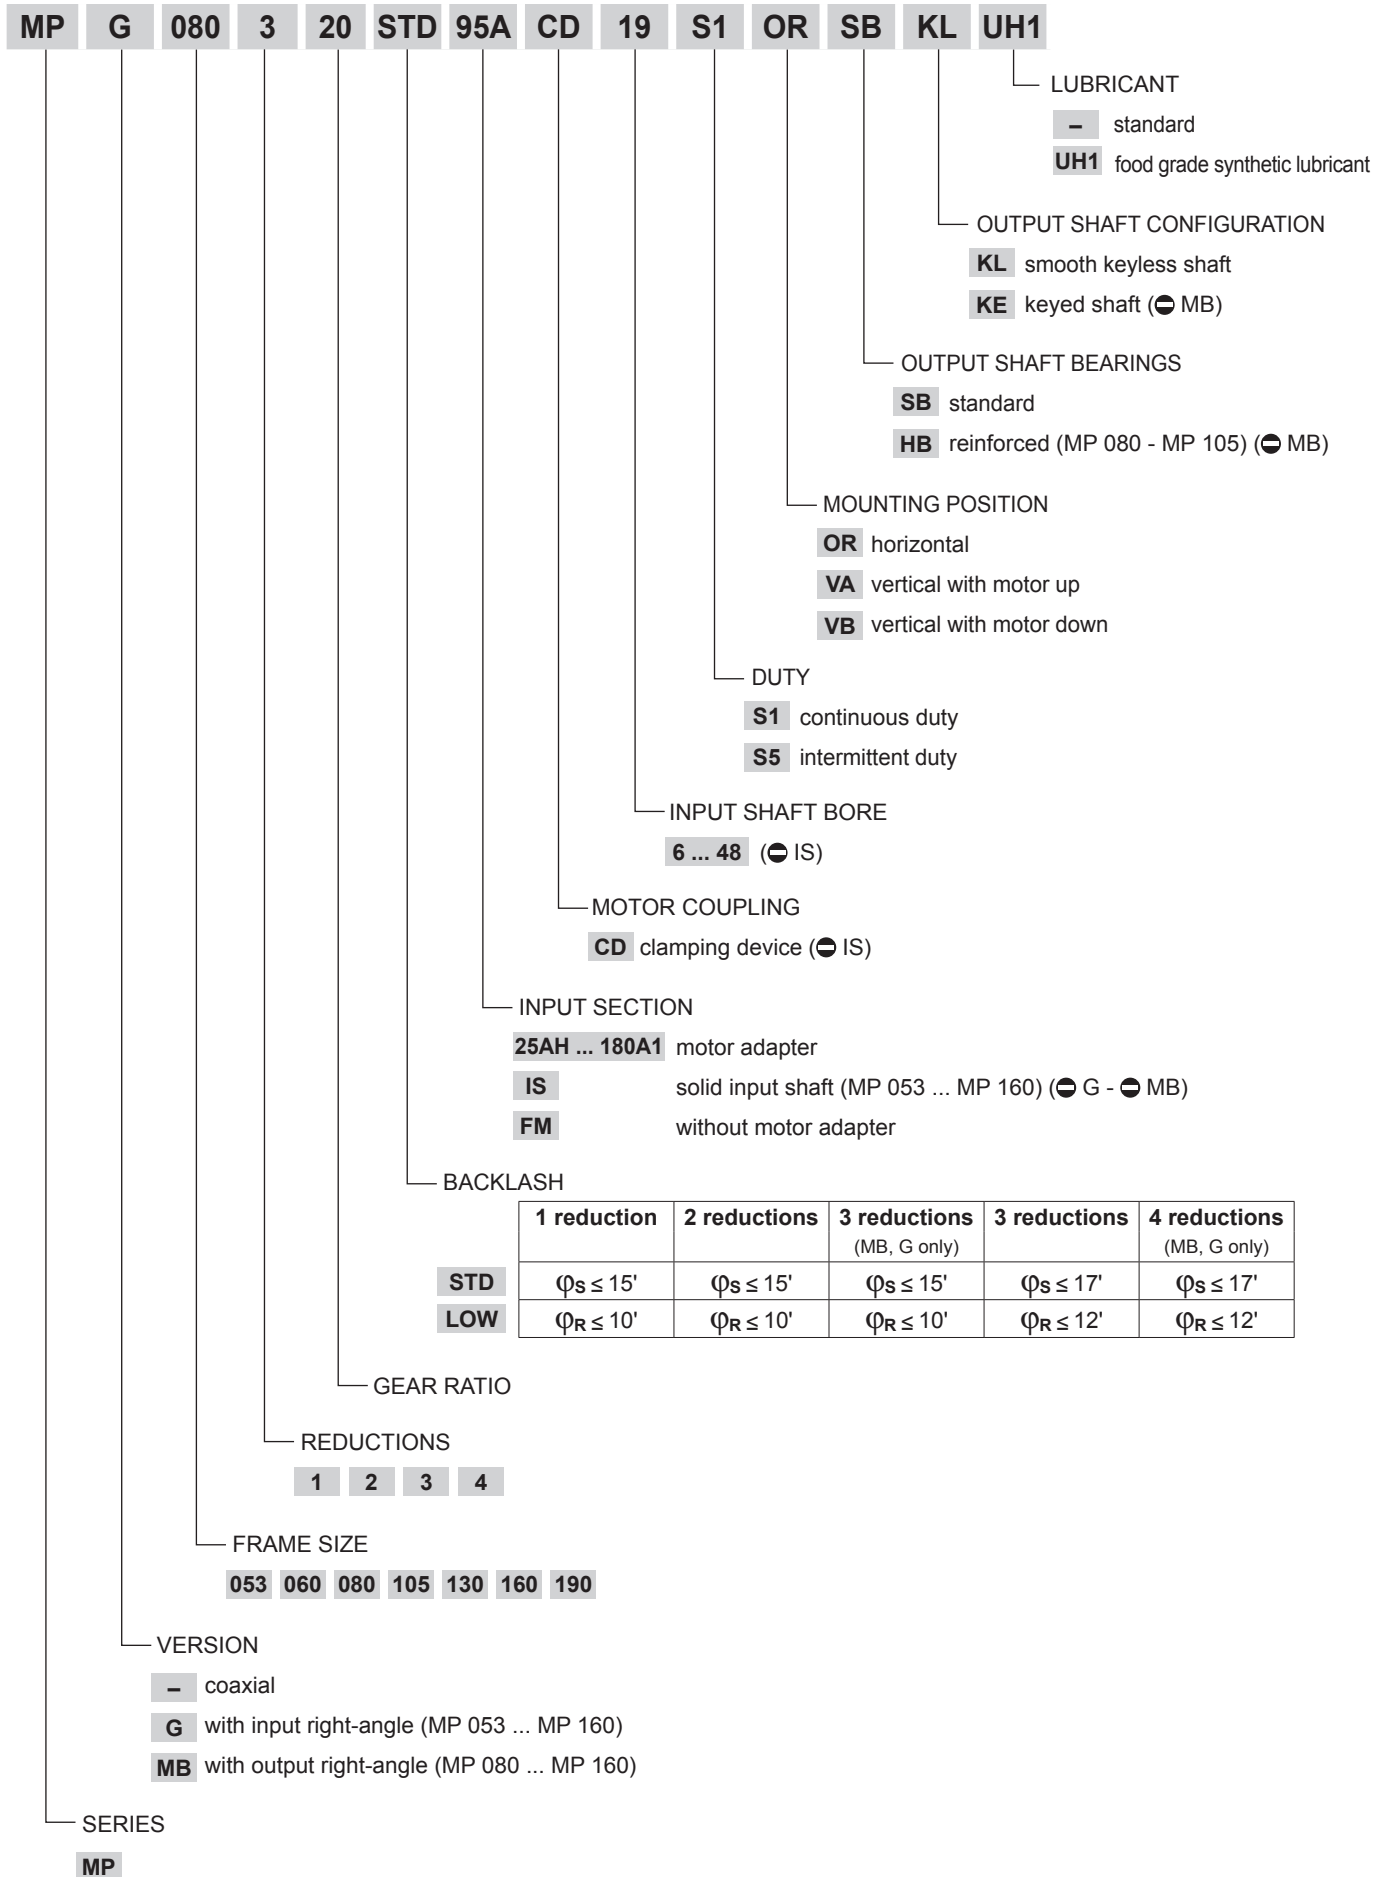 MP G 080 3 20 STD 95A CD 19 S1 OR SB KL UH1
LUBRICANT
– standard
UH1 food grade synthetic lubricant
OUTPUT SHAFT CONFIGURATION
KL smooth keyless shaft
KE keyed shaft (⛔ MB)
OUTPUT SHAFT BEARINGS
SB standard
HB reinforced (MP 080 - MP 105) (⛔ MB)
MOUNTING POSITION
OR horizontal
VA vertical with motor up
VB vertical with motor down
DUTY
S1 continuous duty
S5 intermittent duty
INPUT SHAFT BORE
6 ... 48 (⛔ IS)
MOTOR COUPLING
CD clamping device (⛔ IS)
INPUT SECTION
25AH ... 180A1 motor adapter
IS solid input shaft (MP 053 ... MP 160) (⛔ G - ⛔ MB)
FM without motor adapter
BACKLASH
1 reduction 2 reductions 3 reductions 3 reductions 4 reductions
(MB, G only) (MB, G only)
STD φS ≤ 15' φS ≤ 15' φS ≤ 15' φS ≤ 17' φS ≤ 17'
LOW φR ≤ 10' φR ≤ 10' φR ≤ 10' φR ≤ 12' φR ≤ 12'
GEAR RATIO
REDUCTIONS
1 2 3 4
FRAME SIZE
053 060 080 105 130 160 190
VERSION
– coaxial
G with input right-angle (MP 053 ... MP 160)
MB with output right-angle (MP 080 ... MP 160)
SERIES
MP